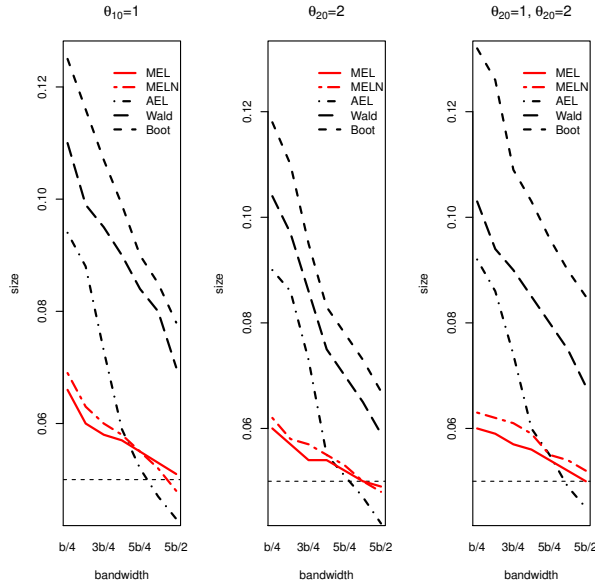 θ10=1
MEL
MELN
AEL
Wald
Boot
size
0.06
0.08
0.10
0.12
b/4
3b/4
5b/4
5b/2
bandwidth
θ20=2
MEL
MELN
AEL
Wald
Boot
size
0.06
0.08
0.10
0.12
b/4
3b/4
5b/4
5b/2
bandwidth
θ20=1, θ20=2
MEL
MELN
AEL
Wald
Boot
size
0.06
0.08
0.10
0.12
b/4
3b/4
5b/4
5b/2
bandwidth